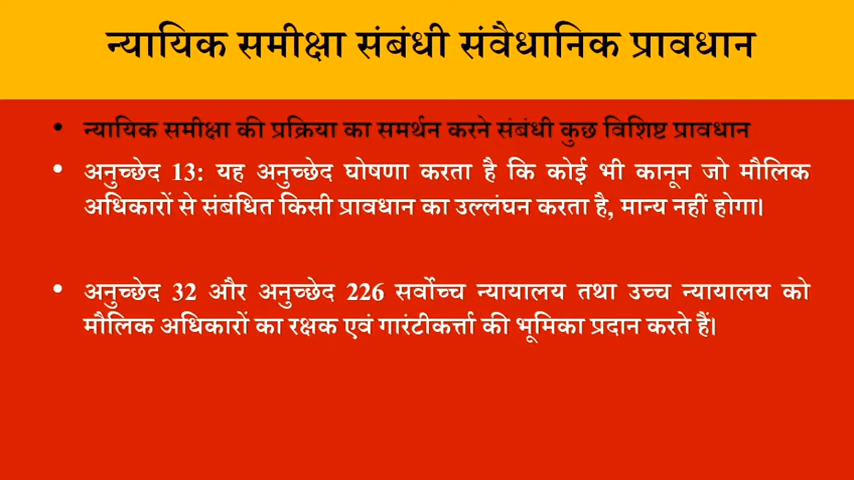 न्यायिक समीक्षा संबंधी संवैधानिक प्रावधान
• न्यायिक समीक्षा की प्रक्रिया का समर्थन करने संबंधी कुछ विशिष्ट प्रावधान
• अनुच्छेद 13: यह अनुच्छेद घोषणा करता है कि कोई भी कानून जो मौलिक
अधिकारों से संबंधित किसी प्रावधान का उल्लंघन करता है, मान्य नहीं होगा।
• अनुच्छेद 32 और अनुच्छेद 226 सर्वोच्च न्यायालय तथा उच्च न्यायालय को
मौलिक अधिकारों का रक्षक एवं गारंटीकर्त्ता की भूमिका प्रदान करते हैं।